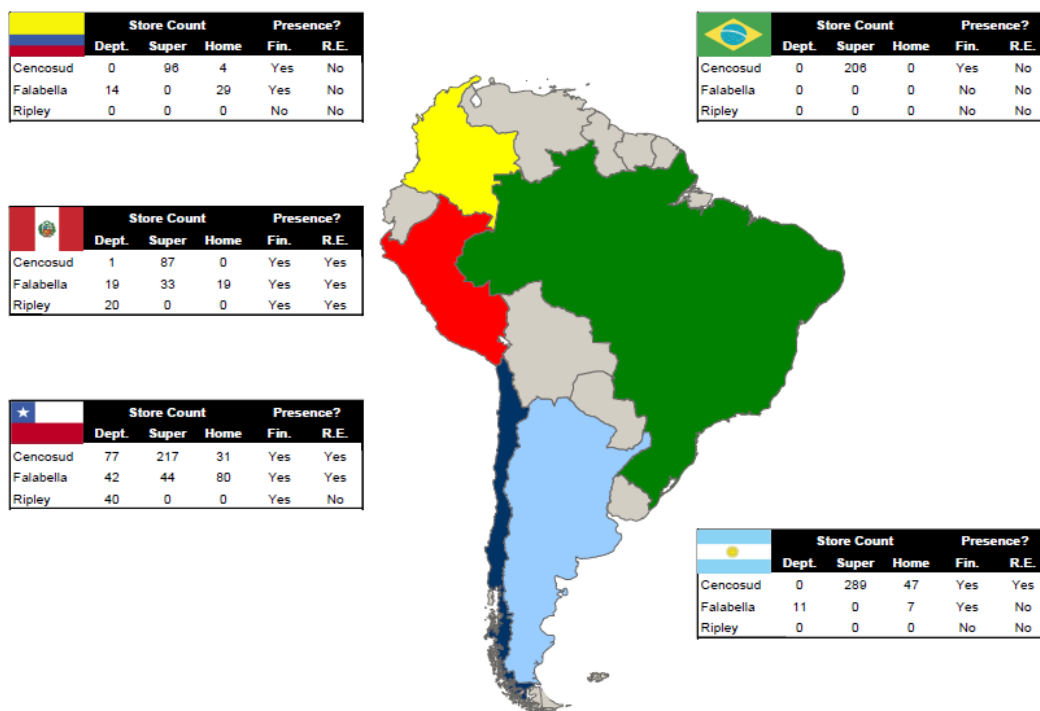 Store Count Presence?
Dept. Super Home Fin. R.E.
Cencosud 0 96 4 Yes No
Falabella 14 0 29 Yes No
Ripley 0 0 0 No No
Store Count Presence?
Dept. Super Home Fin. R.E.
Cencosud 0 206 0 Yes No
Falabella 0 0 0 No No
Ripley 0 0 0 No No
Store Count Presence?
Dept. Super Home Fin. R.E.
Cencosud 1 87 0 Yes Yes
Falabella 19 33 19 Yes Yes
Ripley 20 0 0 Yes Yes
Store Count Presence?
Dept. Super Home Fin. R.E.
Cencosud 77 217 31 Yes Yes
Falabella 42 44 80 Yes Yes
Ripley 40 0 0 Yes No
Store Count Presence?
Dept. Super Home Fin. R.E.
Cencosud 0 289 47 Yes Yes
Falabella 11 0 7 Yes No
Ripley 0 0 0 No No